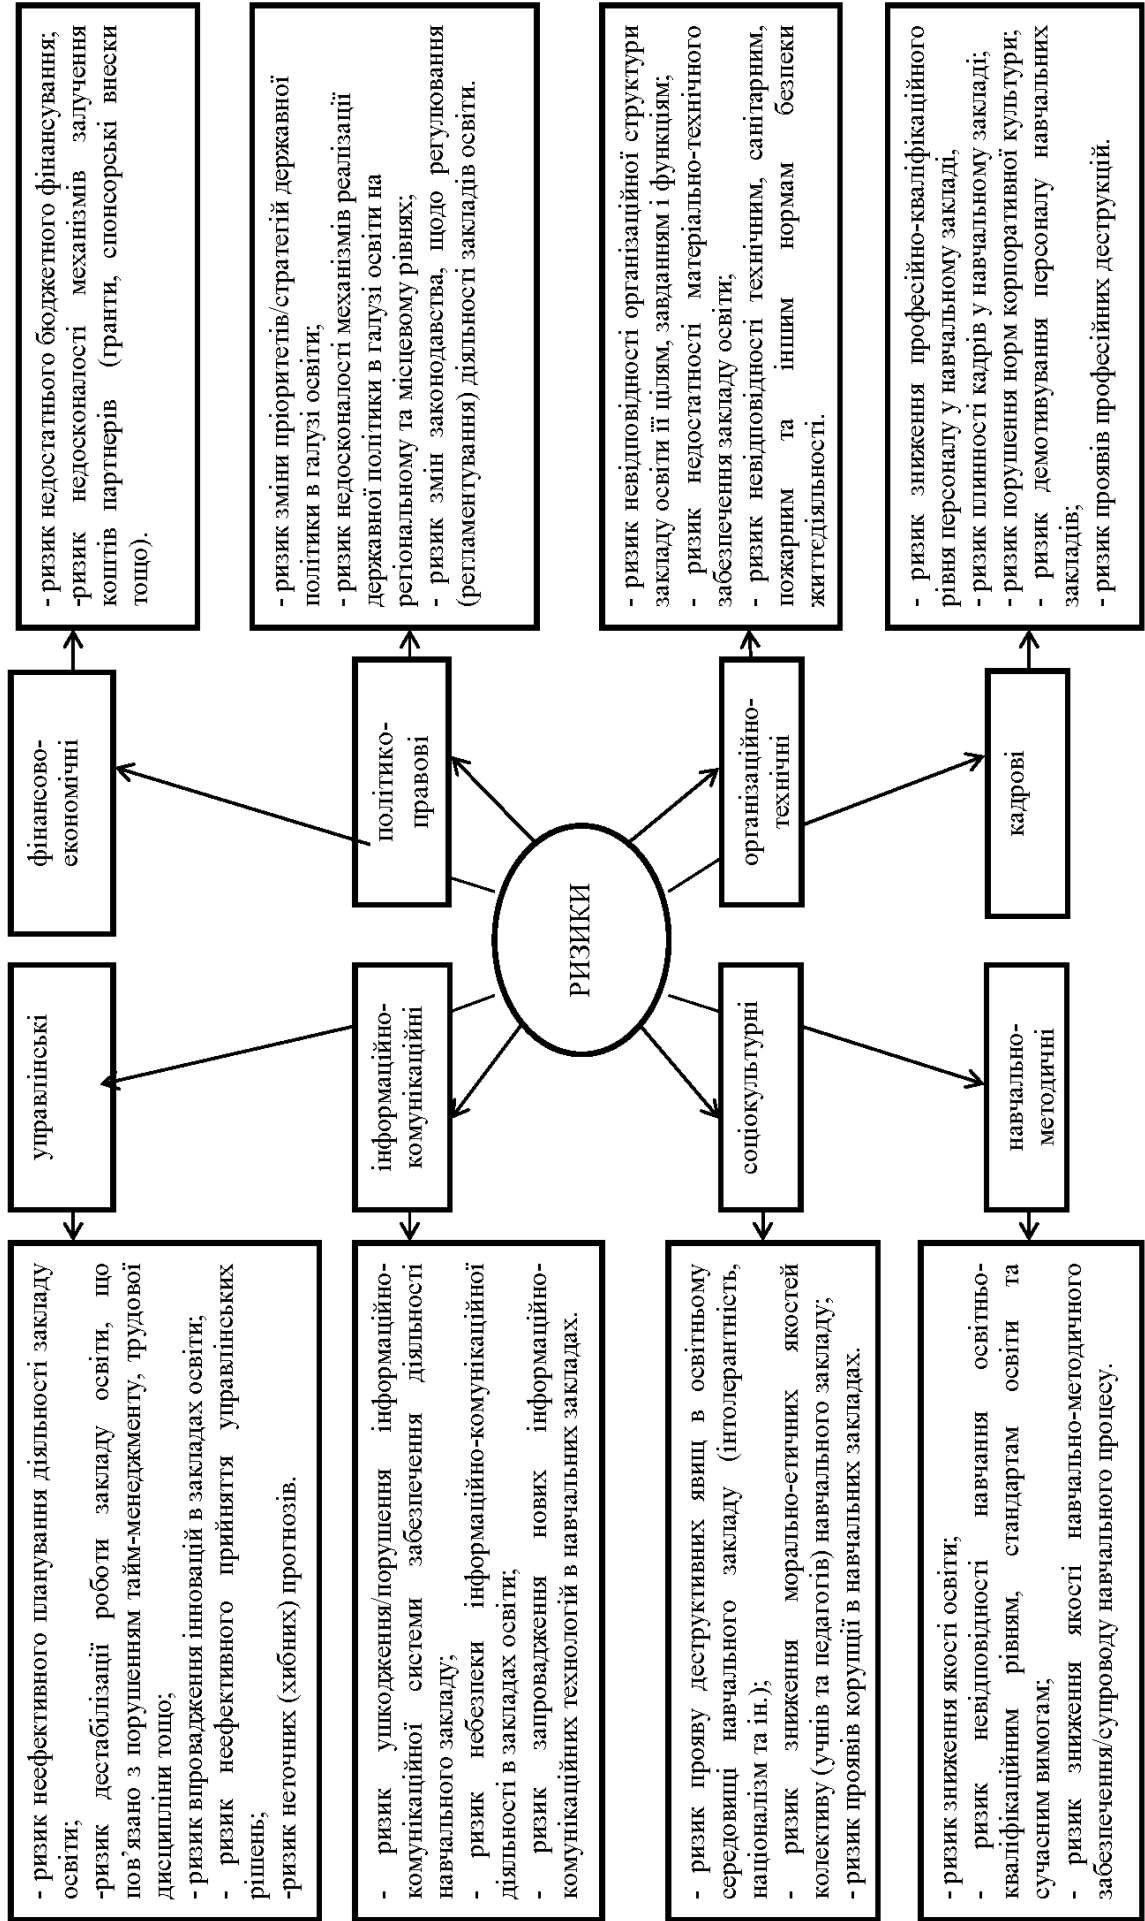 - ризик неефективного планування діяльності закладу
освіти;
-ризик дестабілізації роботи закладу освіти, що
пов’язано з порушенням тайм-менеджменту, трудової
дисципліни тощо;
- ризик впровадження інновацій в закладах освіти;
- ризик неефективного прийняття управлінських
рішень;
-ризик неточних (хибних) прогнозів.
управлінські
фінансово-
економічні
- ризик недостатнього бюджетного фінансування;
-ризик недосконалості механізмів залучення
коштів партнерів (гранти, спонсорські внески
тощо).
- ризик ушкодження/порушення інформаційно-
комунікаційної системи забезпечення діяльності
навчального закладу;
- ризик небезпеки інформаційно-комунікаційної
діяльності в закладах освіти;
- ризик запровадження нових інформаційно-
комунікаційних технологій в навчальних закладах.
інформаційно-
комунікаційні
політико-
правові
- ризик зміни пріоритетів/стратегій державної
політики в галузі освіти;
- ризик недосконалості механізмів реалізації
державної політики в галузі освіти на
регіональному та місцевому рівнях;
- ризик змін законодавства, щодо регулювання
(регламентування) діяльності закладів освіти.
РИЗИКИ
- ризик прояву деструктивних явищ в освітньому
середовищі навчального закладу (інтолерантність,
націоналізм та ін.);
- ризик зниження морально-етичних якостей
колективу (учнів та педагогів) навчального закладу;
- ризик проявів корупції в навчальних закладах.
соціокультурні
організаційно-
технічні
- ризик невідповідності організаційної структури
закладу освіти її цілям, завданням і функціям;
- ризик недостатності матеріально-технічного
забезпечення закладу освіти;
- ризик невідповідності технічним, санітарним,
пожарним та іншим нормам безпеки
життєдіяльності.
- ризик зниження якості освіти;
- ризик невідповідності навчання освітньо-
кваліфікаційним рівням, стандартам освіти та
сучасним вимогам;
- ризик зниження якості навчально-методичного
забезпечення/супроводу навчального процесу.
навчально-
методичні
кадрові
- ризик зниження професійно-кваліфікаційного
рівня персоналу у навчальному закладі,
- ризик плинності кадрів у навчальному закладі;
- ризик порушення норм корпоративної культури;
- ризик демотивування персоналу навчальних
закладів;
- ризик проявів професійних деструкцій.